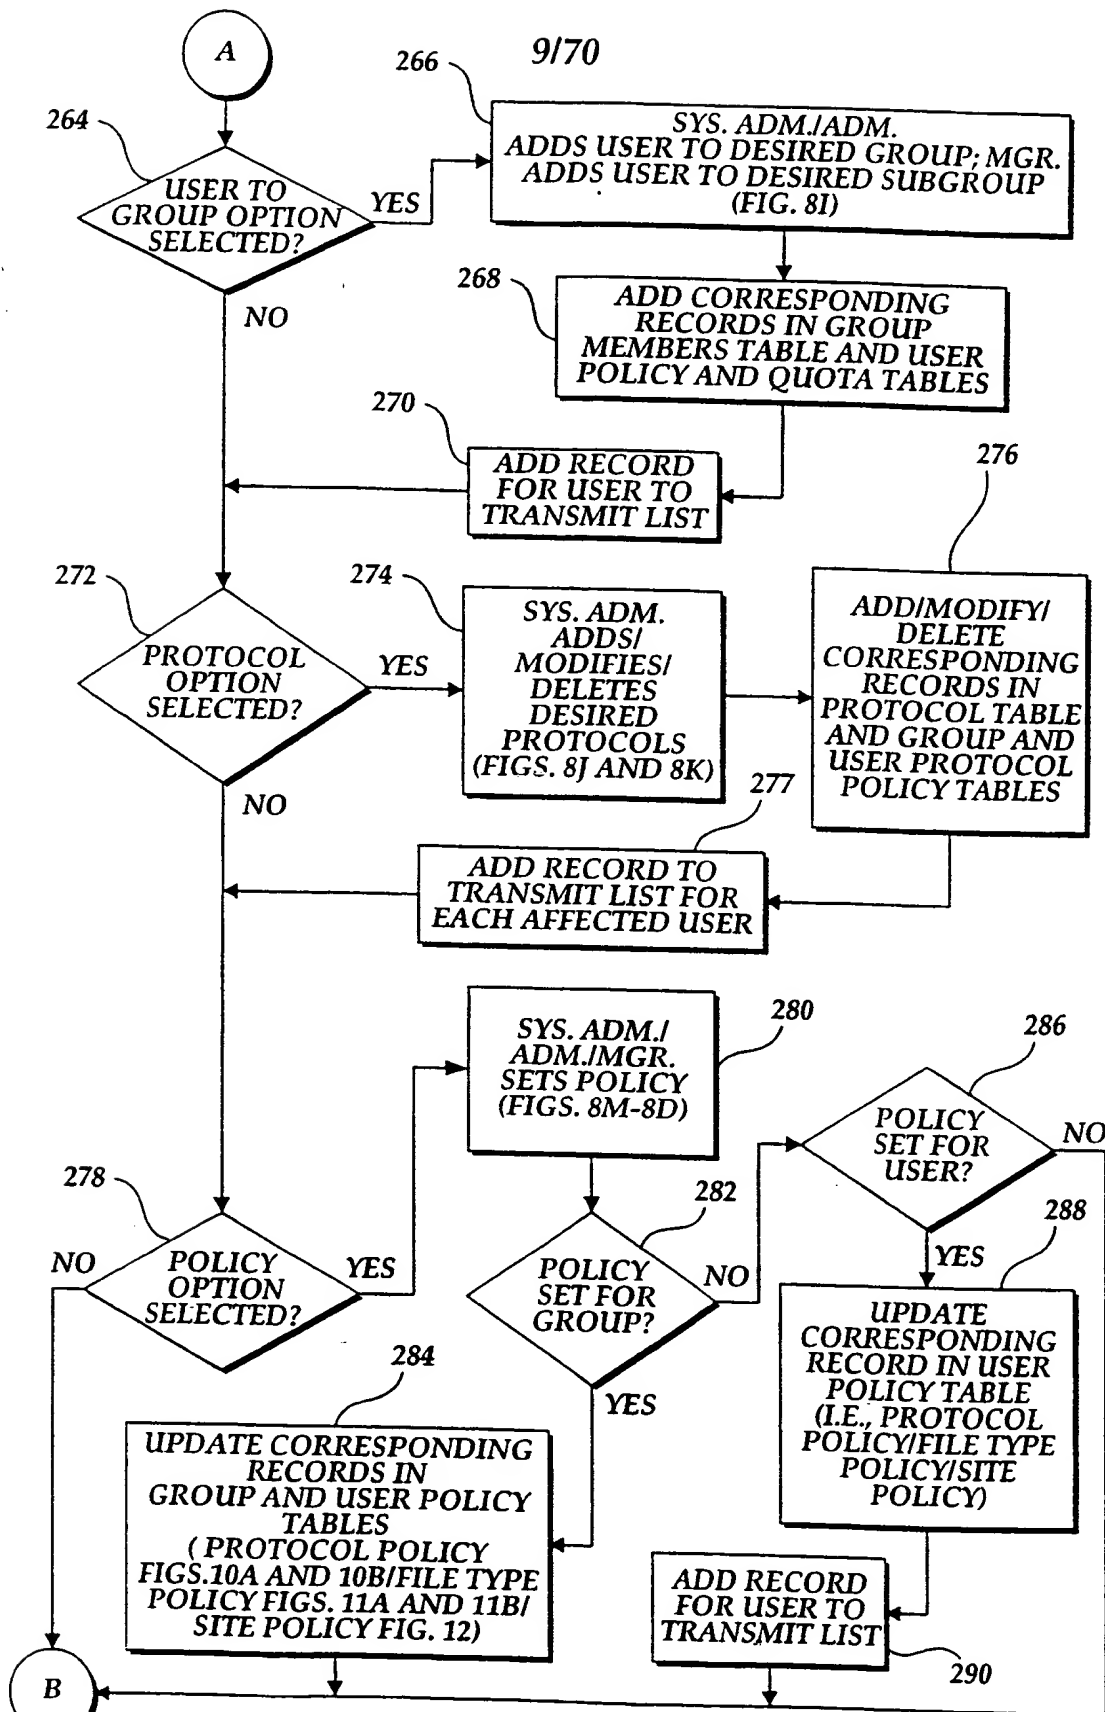 A
9/70
266
264
SYS. ADM./ADM.
ADDS USER TO DESIRED GROUP; MGR.
ADDS USER TO DESIRED SUBGROUP
(FIG. 8I)
USER TO
GROUP OPTION
SELECTED?
YES
NO
268
ADD CORRESPONDING
RECORDS IN GROUP
MEMBERS TABLE AND USER
POLICY AND QUOTA TABLES
270
ADD RECORD
FOR USER TO
TRANSMIT LIST
276
272
PROTOCOL
OPTION
SELECTED?
YES
NO
274
SYS. ADM.
ADDS/
MODIFIES/
DELETES
DESIRED
PROTOCOLS
(FIGS. 8J AND 8K)
ADD/MODIFY/
DELETE
CORRESPONDING
RECORDS IN
PROTOCOL TABLE
AND GROUP AND
USER PROTOCOL
POLICY TABLES
277
ADD RECORD TO
TRANSMIT LIST FOR
EACH AFFECTED USER
280
SYS. ADM./
ADM./MGR.
SETS POLICY
(FIGS. 8M-8D)
286
POLICY
SET FOR
USER?
NO
YES
278
NO
POLICY
OPTION
SELECTED?
YES
282
POLICY
SET FOR
GROUP?
NO
YES
288
UPDATE
CORRESPONDING
RECORD IN USER
POLICY TABLE
(I.E., PROTOCOL
POLICY/FILE TYPE
POLICY/SITE
POLICY)
284
UPDATE CORRESPONDING
RECORDS IN
GROUP AND USER POLICY
TABLES
( PROTOCOL POLICY
FIGS.10A AND 10B/FILE TYPE
POLICY FIGS. 11A AND 11B/
SITE POLICY FIG. 12)
ADD RECORD
FOR USER TO
TRANSMIT LIST
290
B